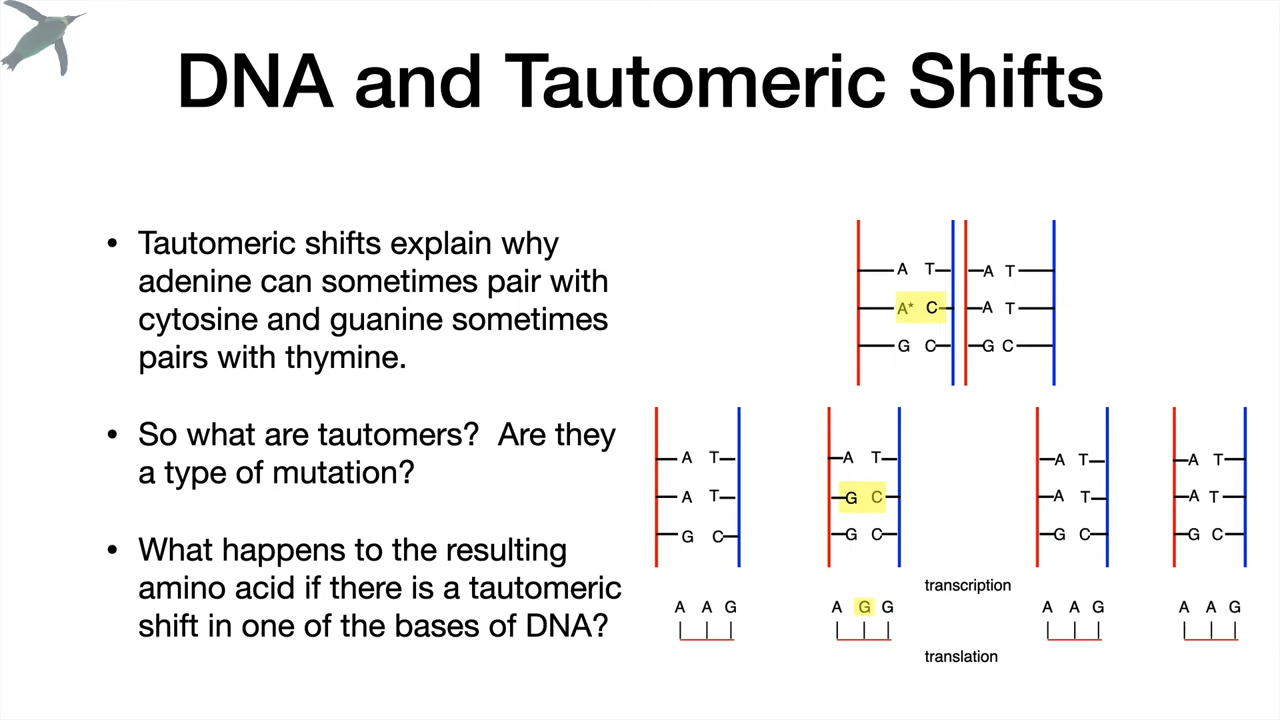 DNA and Tautomeric Shifts
• Tautomeric shifts explain why
adenine can sometimes pair with
cytosine and guanine sometimes
pairs with thymine.
• So what are tautomers?  Are they
a type of mutation?
• What happens to the resulting
amino acid if there is a tautomeric
shift in one of the bases of DNA?
A T A T
A* C A T
G C G C
A T A T A T A T
A T G C A T A T
G C G C G C G C
transcription
A A G A G G A A G A A G
translation